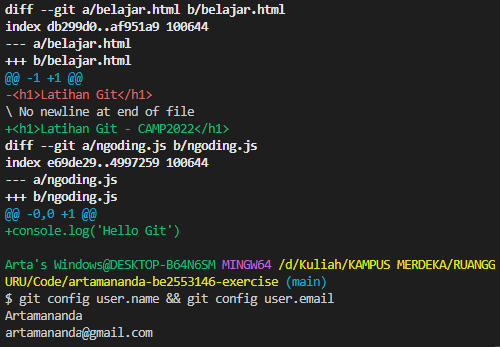 diff --git a/belajar.html b/belajar.html
index db299d0..af951a9 100644
--- a/belajar.html
+++ b/belajar.html
@@ -1 +1 @@
-<h1>Latihan Git</h1>
\ No newline at end of file
+<h1>Latihan Git - CAMP2022</h1>
diff --git a/ngoding.js b/ngoding.js
index e69de29..4997259 100644
--- a/ngoding.js
+++ b/ngoding.js
@@ -0,0 +1 @@
+console.log('Hello Git')
Arta's Windows@DESKTOP-B64N6SM MINGW64 /d/Kuliah/KAMPUS MERDEKA/RUANGG
URU/Code/artamananda-be2553146-exercise (main)
$ git config user.name && git config user.email
Artamananda
artamananda@gmail.com